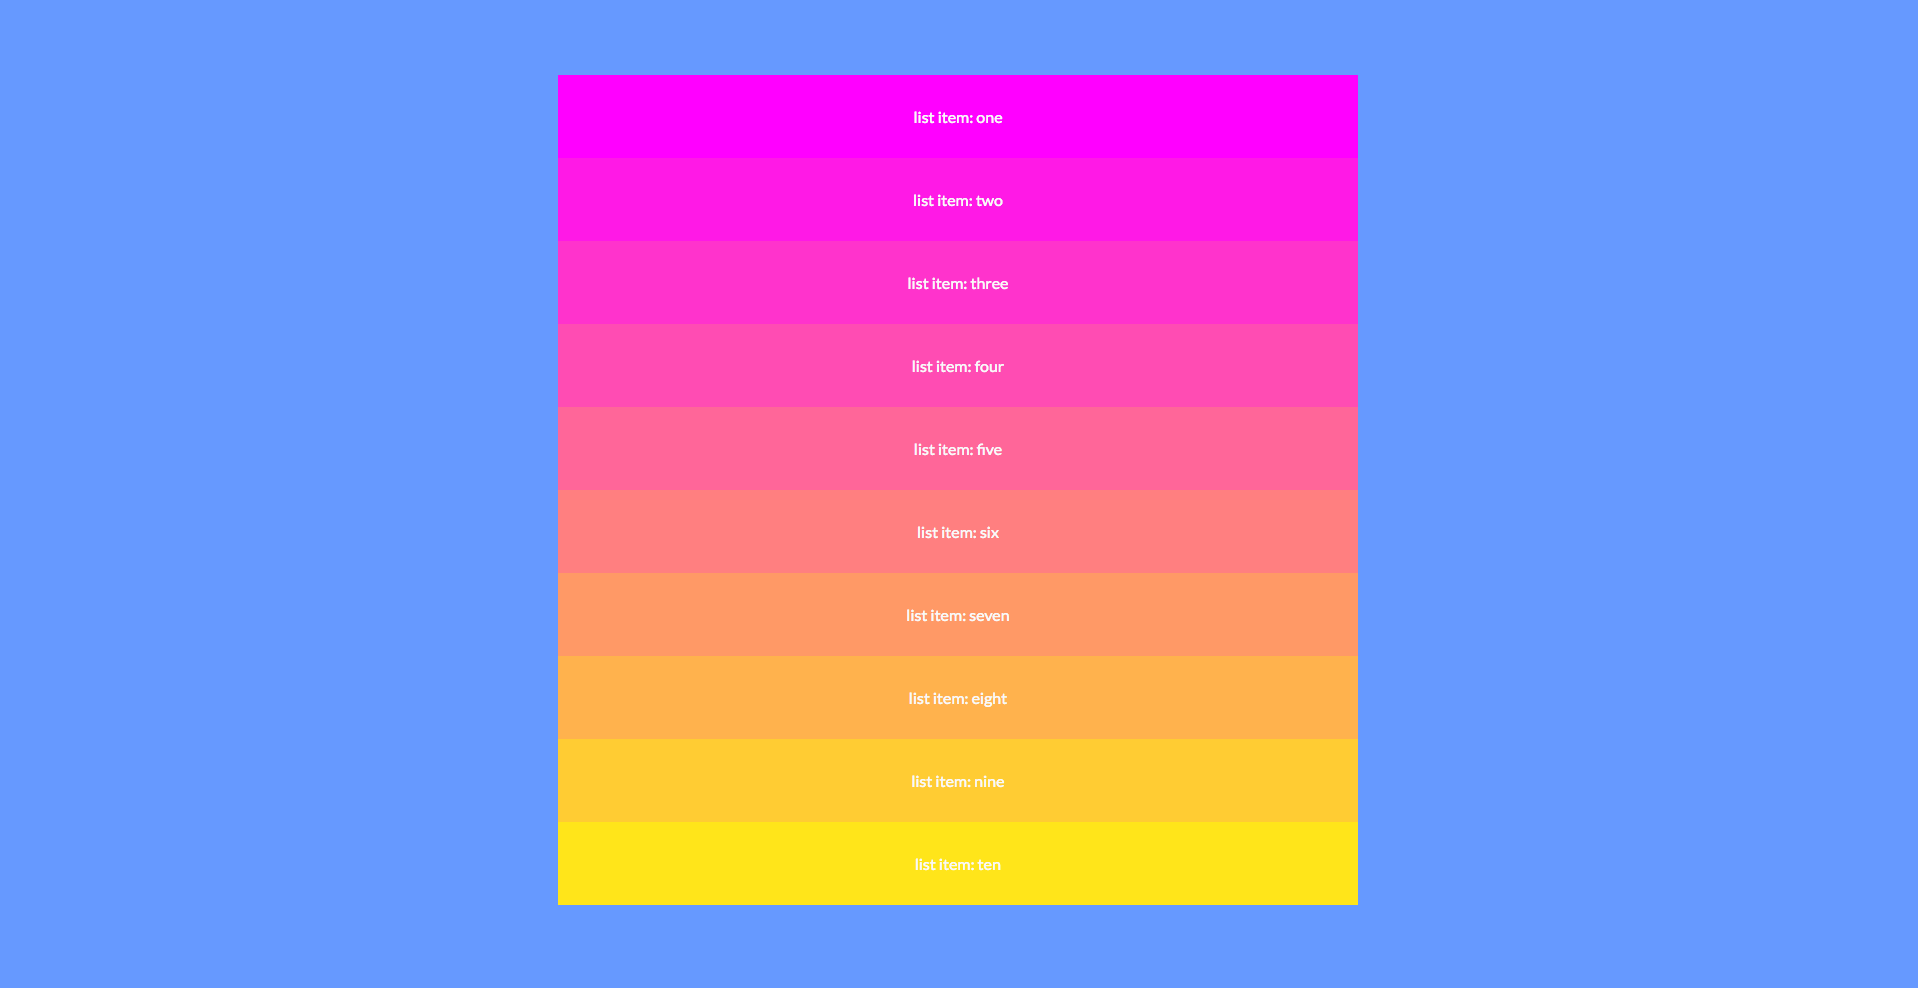 list item: one
list item: two
list item: three
list item: four
list item: five
list item: six
list item: seven
list item: eight
list item: nine
list item: ten